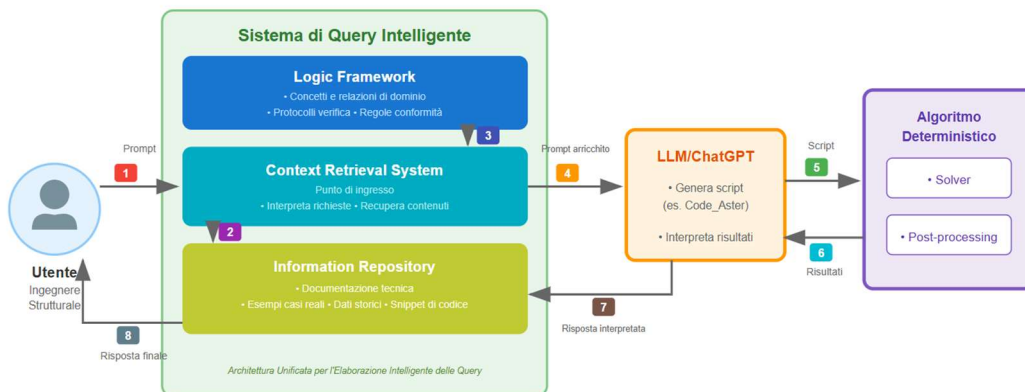 Sistema di Query Intelligente
Logic Framework
• Concetti e relazioni di dominio
• Protocolli verifica • Regole conformità
3
Prompt
1
Context Retrieval System
Punto di ingresso
• Interpreta richieste • Recupera contenuti
2
Prompt arricchito
4
Information Repository
• Documentazione tecnica
• Esempi casi reali • Dati storici • Snippet di codice
Architettura Unificata per l'Elaborazione Intelligente delle Query
Utente
Ingegnere
Strutturale
8
Risposta finale
LLM/ChatGPT
• Genera script
(es. Code_Aster)
• Interpreta risultati
7
Risposta interpretata
Script
5
6
Risultati
Algoritmo
Deterministico
• Solver
• Post-processing